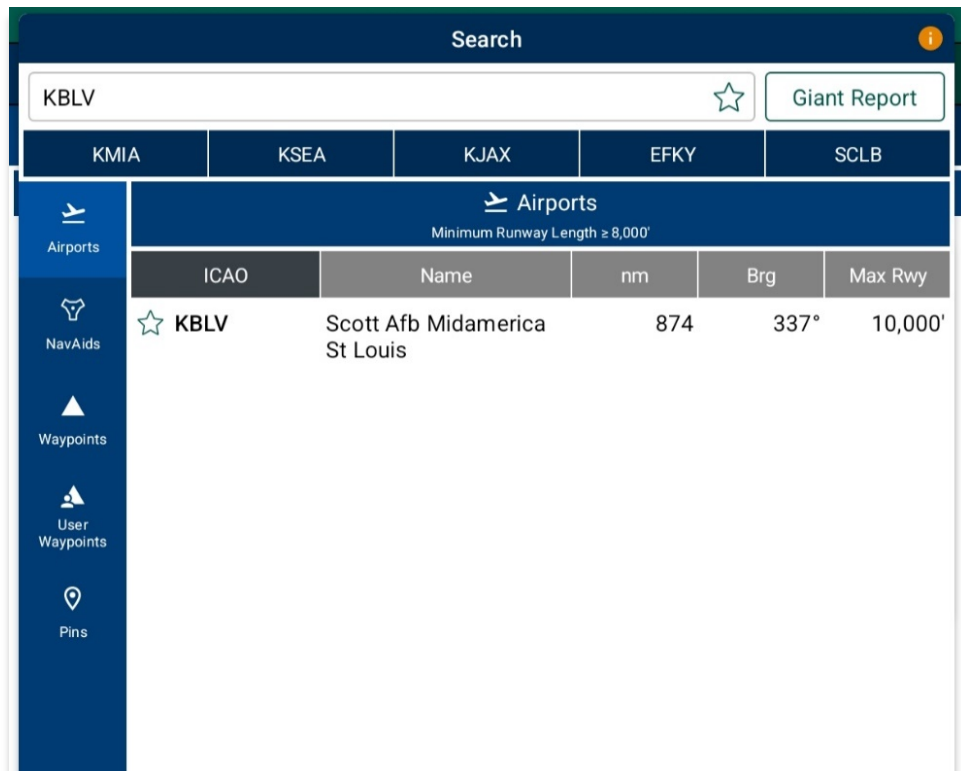 Search
KBLV
Giant Report
KMIA KSEA KJAX EFKY SCLB
Airports
NavAids
Waypoints
User
Waypoints
Pins
Airports
Minimum Runway Length ≥ 8,000'
ICAO Name nm Brg Max Rwy
KBLV Scott Afb Midamerica 874 337° 10,000'
St Louis